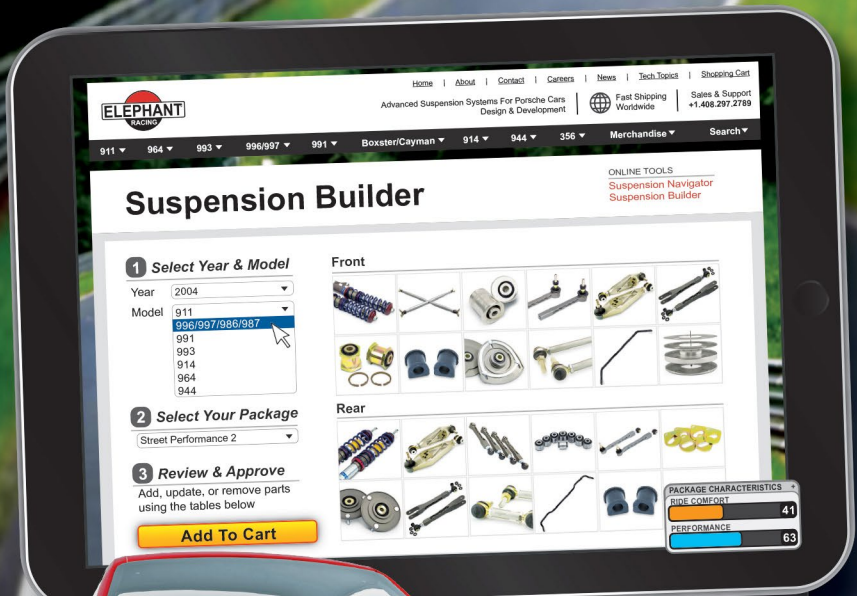 Home | About | Contact | Careers | News | Tech Topics | Shopping Cart
ELEPHANT
RACING
Advanced Suspension Systems For Porsche Cars
Design & Development
Fast Shipping
Worldwide
Sales & Support
+1.408.297.2789
911 964 993 996/997 991 Boxster/Cayman 914 944 356 Merchandise Search
Suspension Builder
ONLINE TOOLS
Suspension Navigator
Suspension Builder
1 Select Year & Model
Year 2004
Model 911
996/997/986/987
991
993
914
964
944
2 Select Your Package
Street Performance 2
3 Review & Approve
Add, update, or remove parts
using the tables below
Add To Cart
Front
Rear
PACKAGE CHARACTERISTICS +
RIDE COMFORT
41
PERFORMANCE
63